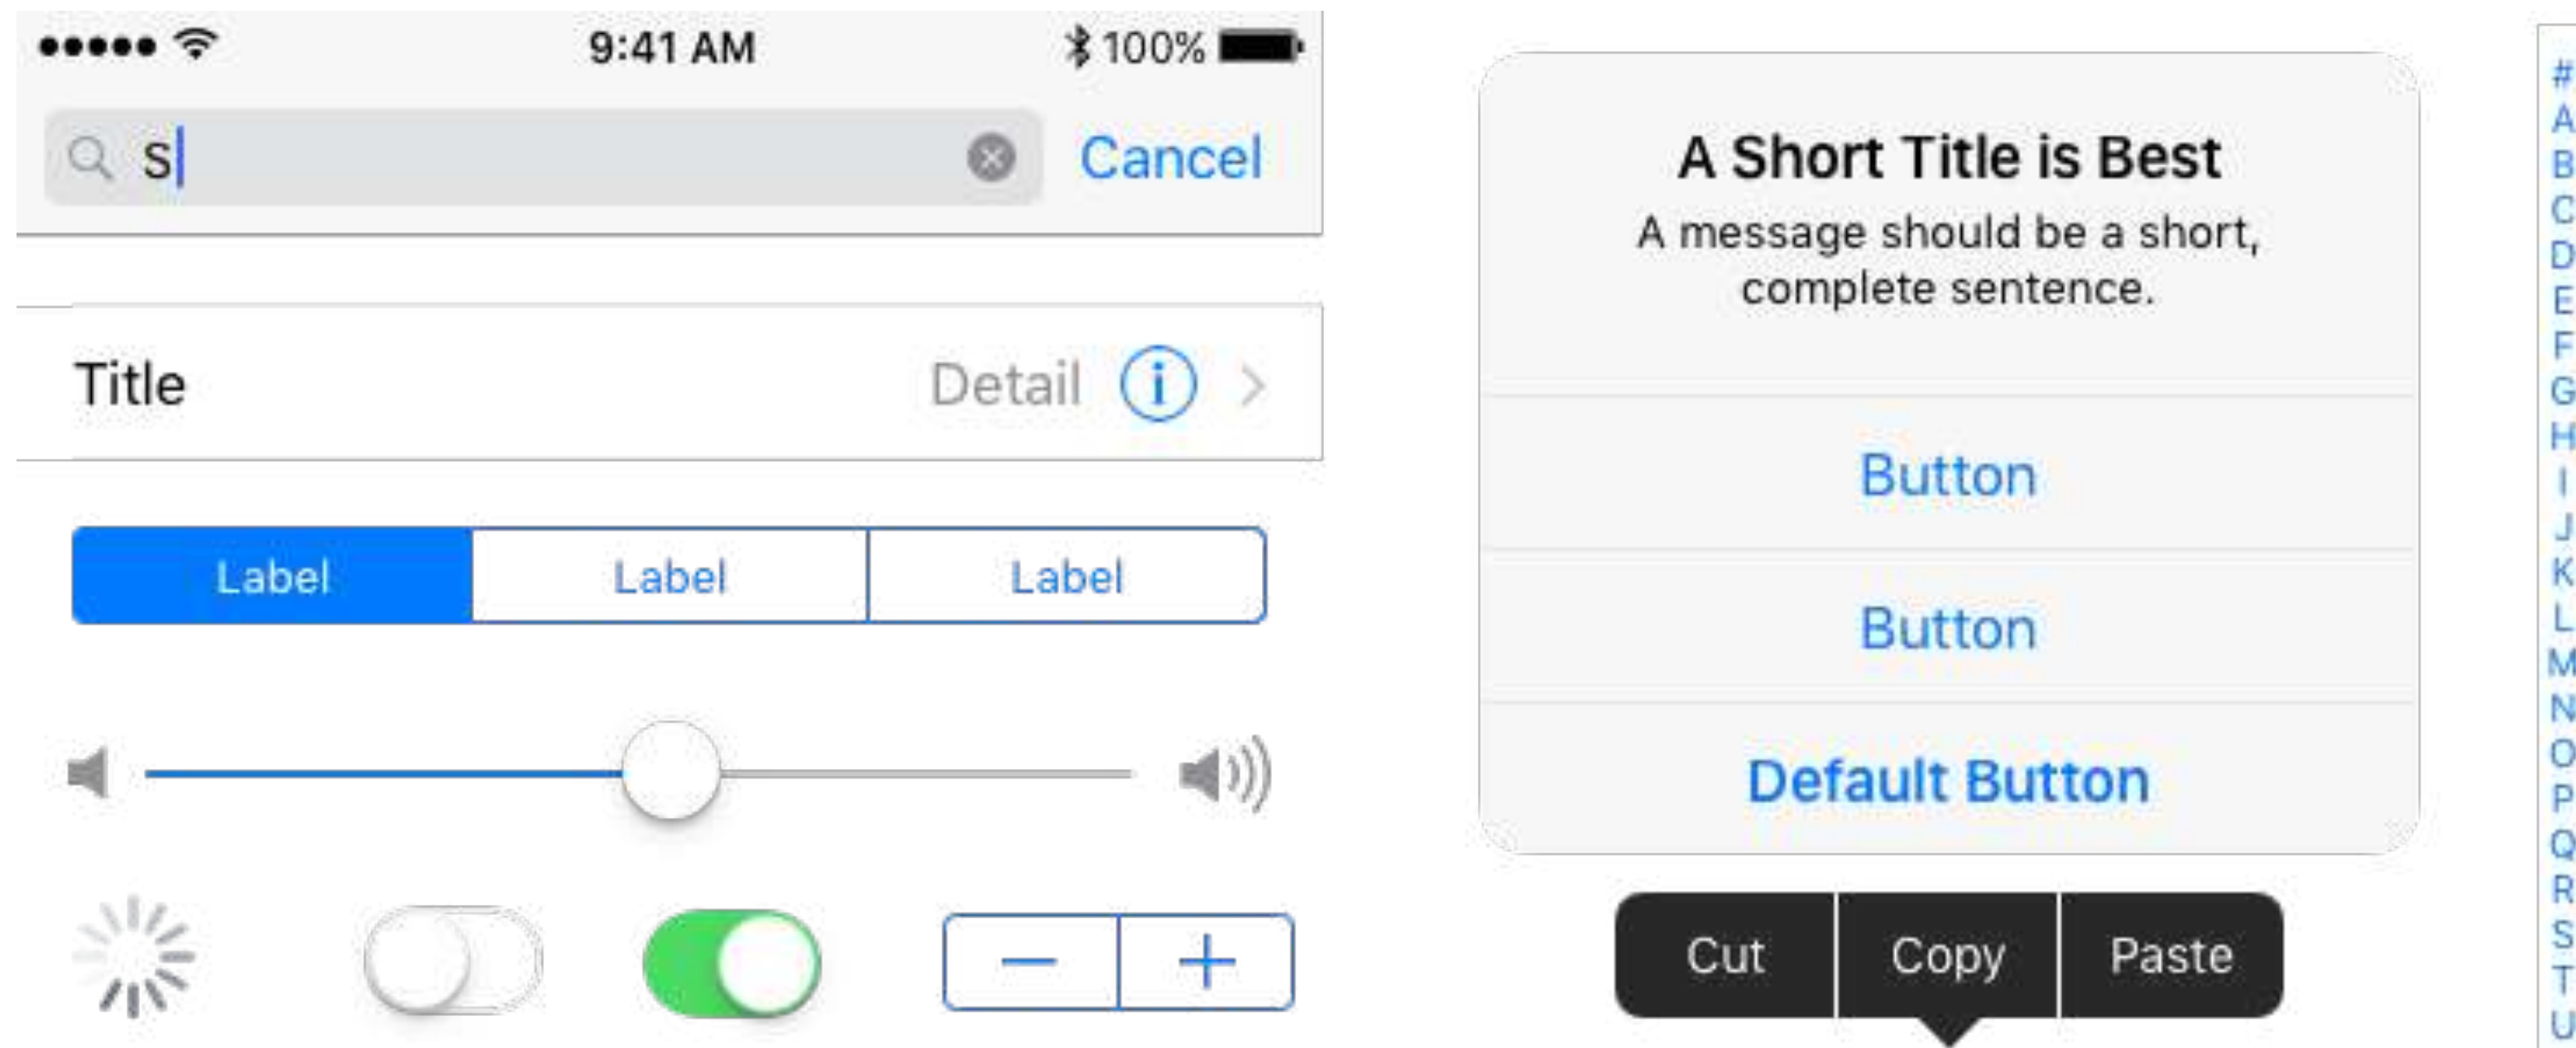 9:41 AM
100%
S
Cancel
Title
Detail
i
Label
Label
Label
A Short Title is Best
A message should be a short,
complete sentence.
Button
Button
Default Button
Cut
Copy
Paste
#
A
B
C
D
E
F
G
H
I
J
K
L
M
N
O
P
Q
R
S
T
U